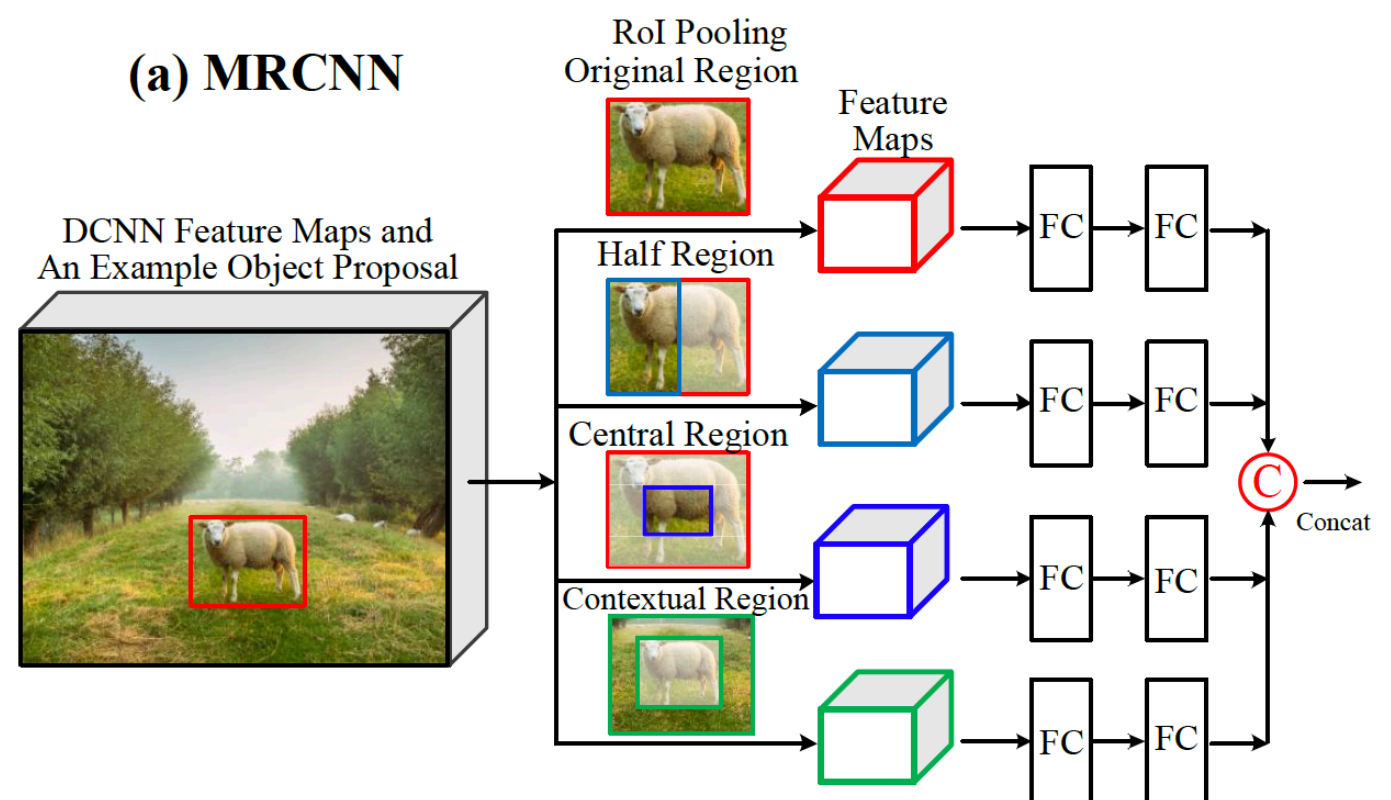 (a) MRCNN
RoI Pooling
Original Region
Feature
Maps
DCNN Feature Maps and
An Example Object Proposal
Half Region
Central Region
Contextual Region
FC
FC
FC
FC
FC
FC
FC
FC
C
Concat